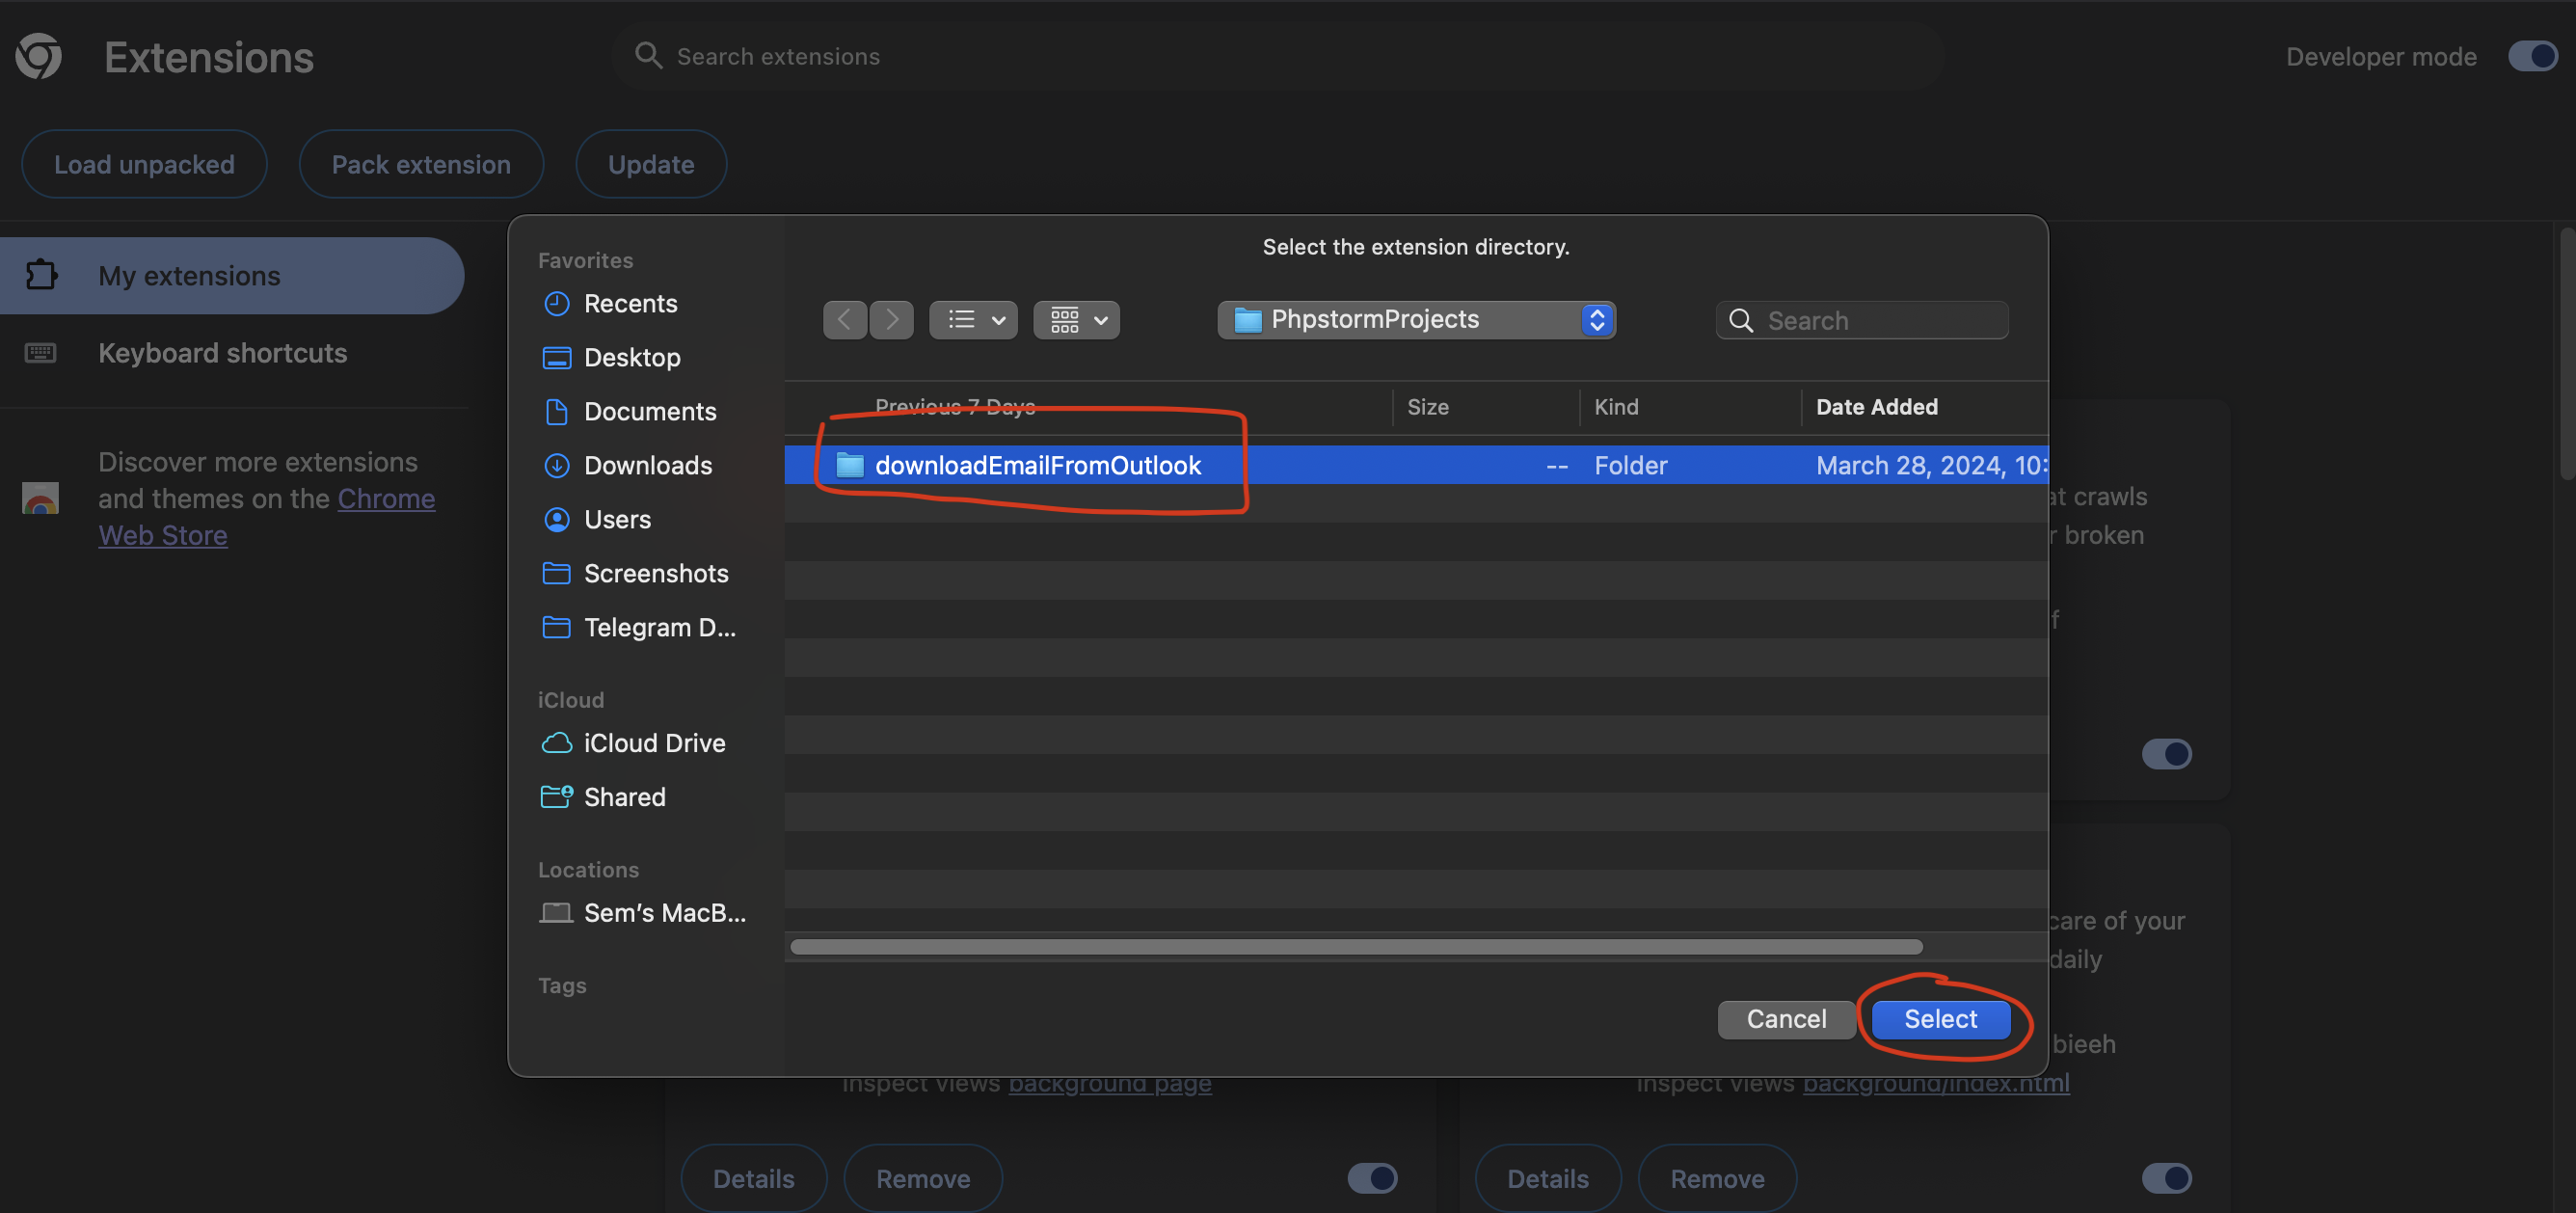 Extensions
Search extensions
Developer mode
Load unpacked
Pack extension
Update
My extensions
Keyboard shortcuts
Discover more extensions
and themes on the Chrome
Web Store
Select the extension directory.
Favorites
Recents
Desktop
Documents
Downloads
Users
Screenshots
Telegram D...
iCloud
iCloud Drive
Shared
Locations
Sem's MacB...
Tags
PhpstormProjects
Search
Previous 7 Days
Size
Kind
Date Added
downloadEmailFromOutlook
--
Folder
March 28, 2024, 10:
Cancel
Select
at crawls
r broken
f
care of your
daily
bieeh
Inspect views background page
Inspect views background/index.html
Details
Remove
Details
Remove